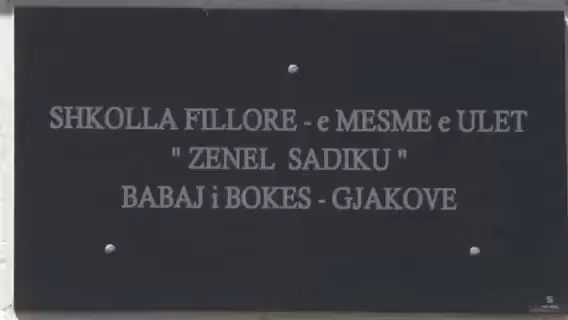 SHKOLLA FILLORE - e MESME e ULET
" ZENEL SADIKU "
BABAJ i BOKES - GJAKOVE